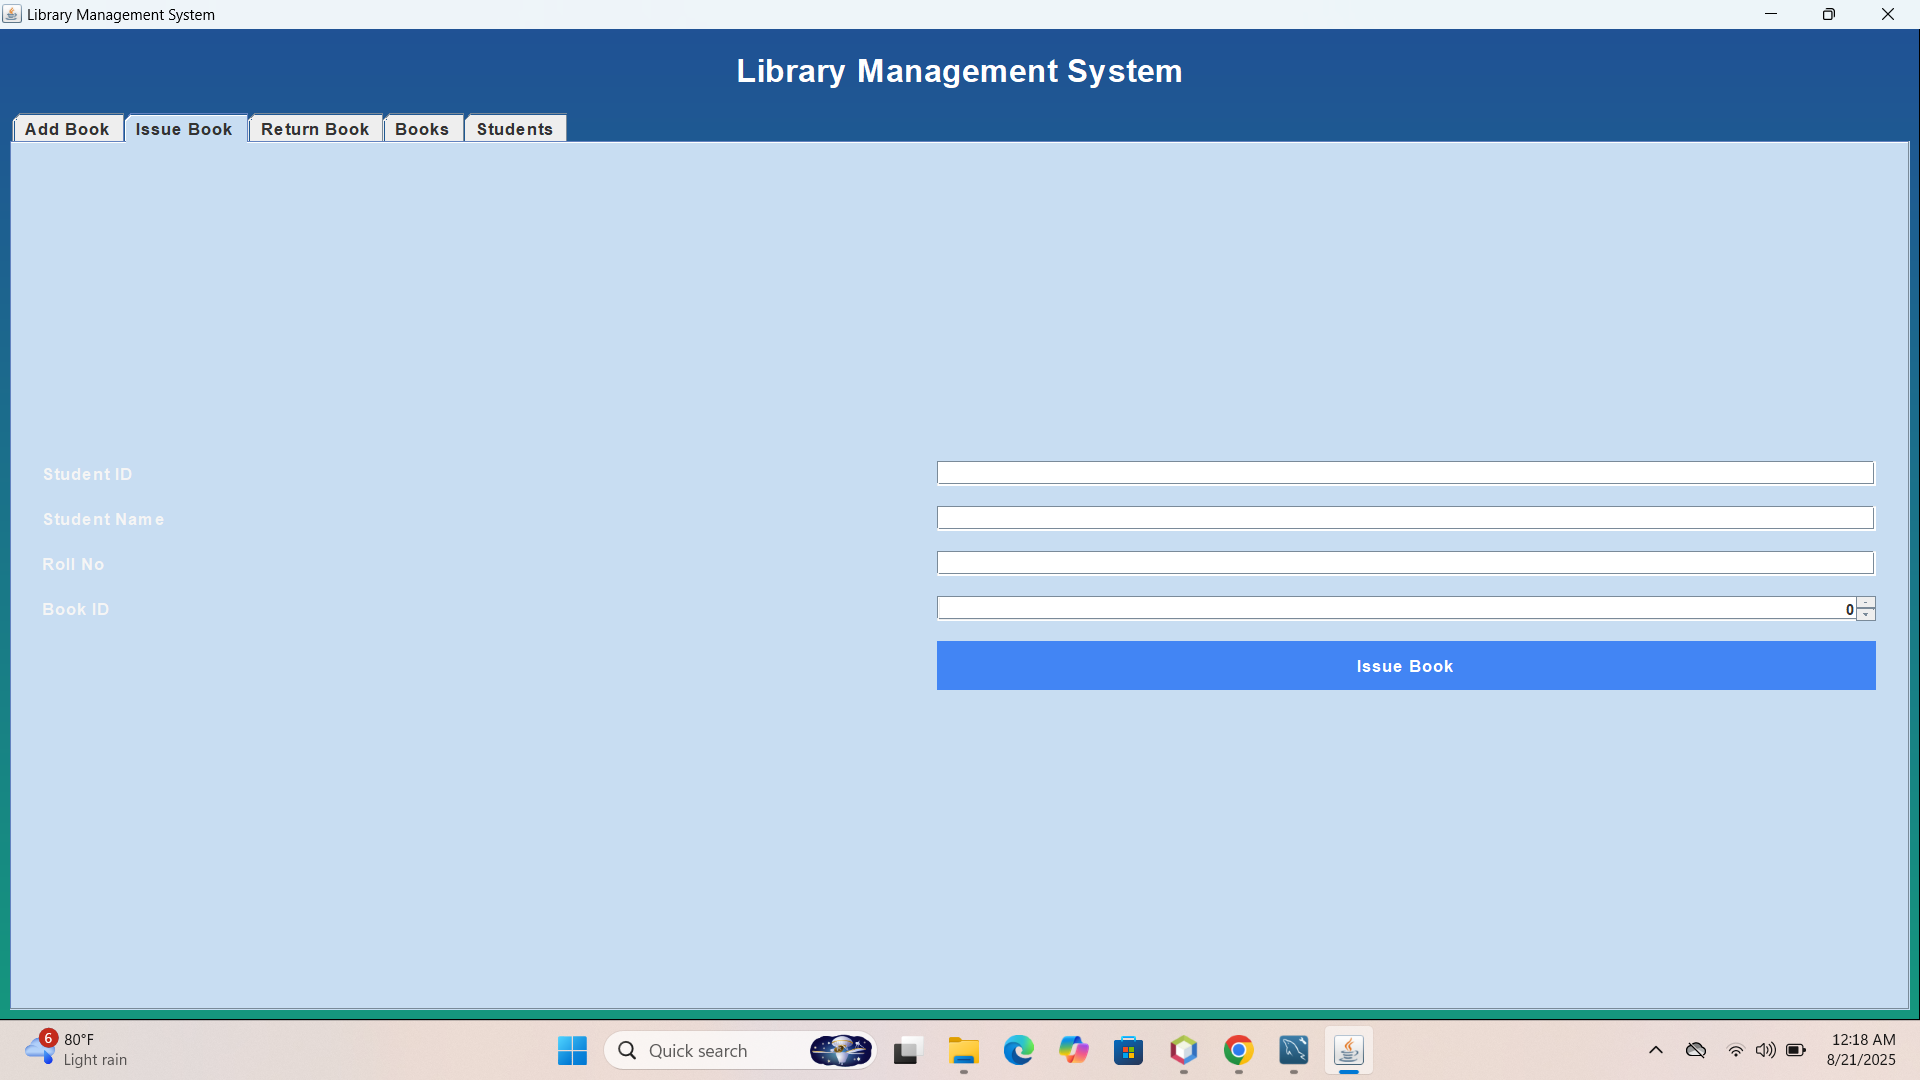 Library Management System
Library Management System
Add Book
Issue Book
Return Book
Books
Students
Student ID
Student Name
Roll No
Book ID
0
Issue Book
6
80°F
Light rain
Quick search
12:18 AM
8/21/2025